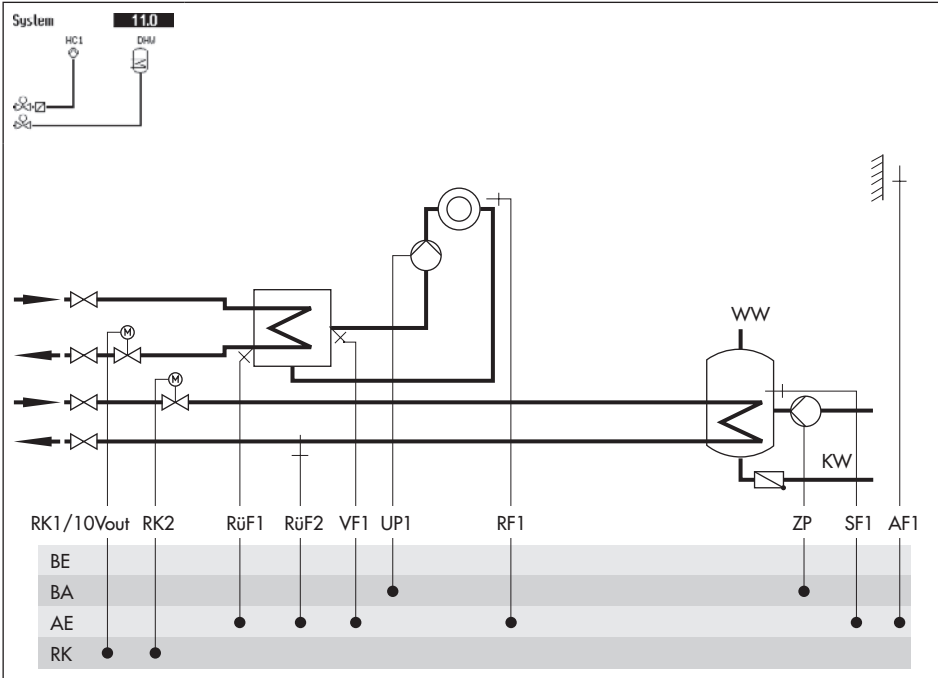 System 11.0
HC1 DHW
M
M
WW
KW
RK1/10Vout RK2 RüF1 RüF2 VF1 UP1 RF1 ZP SF1 AF1
BE
BA
AE
RK